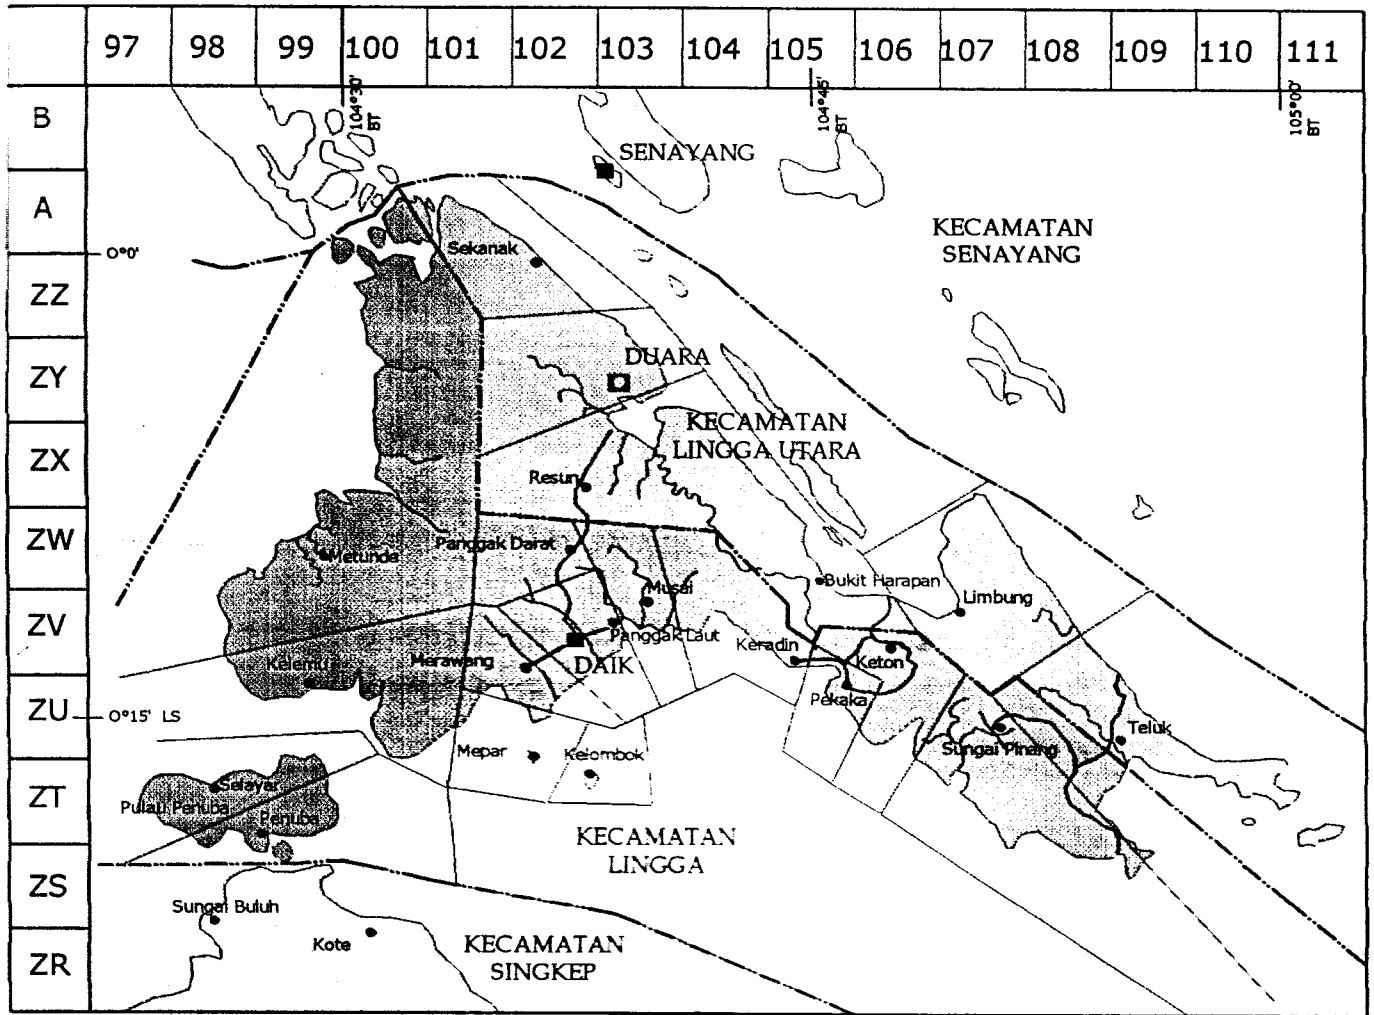 97 98 99 100 101 102 103 104 105 106 107 108 109 110 111
104°30' BT
104°45' BT
105°00' BT
B
A
ZZ
ZY
ZX
ZW
ZV
ZU
ZT
ZS
ZR
0°0'
0°15' LS
SENAYANG
KECAMATAN
SENAYANG
Sekanak
DUARA
KECAMATAN
LINGGA UTARA
Resun
Panggak Darat
Metunda
Musai
Bukit Harapan
Limbung
Panggak Laut
Keradin
Keton
Kelemu
Merawang
DAIK
Pekaka
Sungai Pinang
Teluk
Mepar
Kelombok
Selayar
Pulau Penuba
Penuba
KECAMATAN
LINGGA
Sungai Buluh
Kote
KECAMATAN
SINGKEP